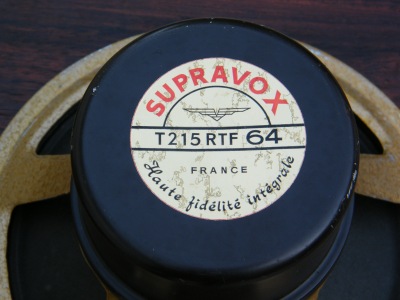 SUPRAVOX
T215 RTF 64
FRANCE
Haute fidélité intégrale